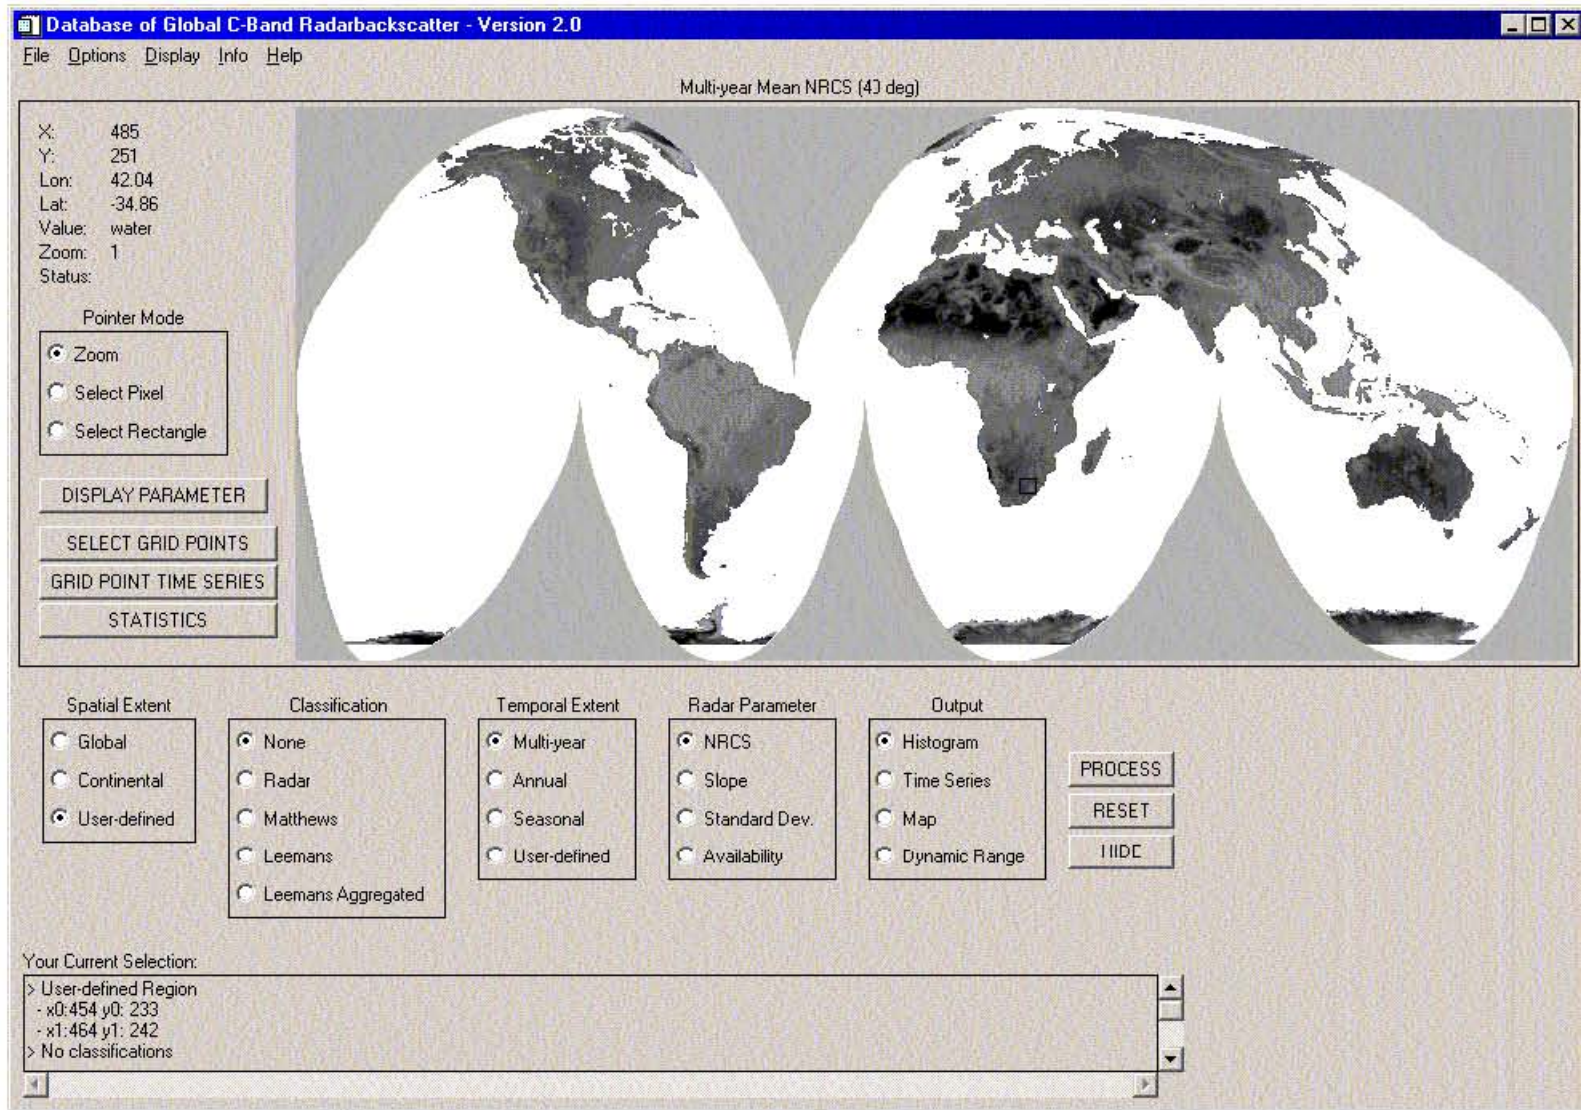 Database of Global C-Band Radarbackscatter - Version 2.0
File Options Display Info Help
Multi-year Mean NRCS (40 deg)
X: 485
Y: 251
Lon: 42.04
Lat: -34.86
Value: water
Zoom: 1
Status:
Pointer Mode
Zoom
Select Pixel
Select Rectangle
DISPLAY PARAMETER
SELECT GRID POINTS
GRID POINT TIME SERIES
STATISTICS
Spatial Extent
Global
Continental
User-defined
Classification
None
Radar
Matthews
Leemans
Leemans Aggregated
Temporal Extent
Multi-year
Annual
Seasonal
User-defined
Radar Parameter
NRCS
Slope
Standard Dev.
Availability
Output
Histogram
Time Series
Map
Dynamic Range
PROCESS
RESET
HIDE
Your Current Selection:
> User-defined Region
- x0:454 y0: 233
- x1:464 y1: 242
> No classifications